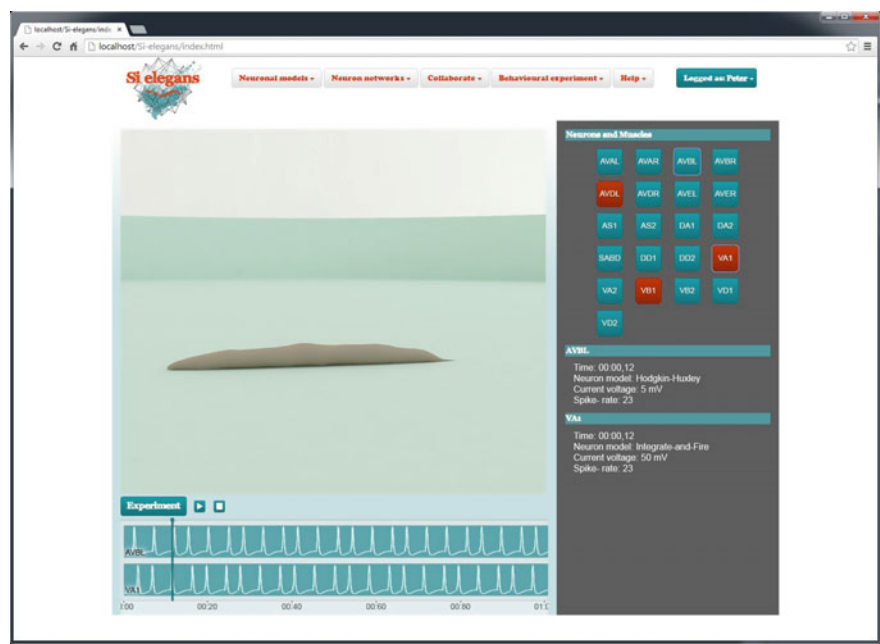 localhost/Si-elegans/inde
localhost/Si-elegans/index.html
Si elegans
Neuronal models
Neuron networks
Collaborate
Behavioural experiment
Help
Logged as: Peter
Neurons and Muscles
AVAL AVAR AVBL AVBR
AVDL AVDR AVEL AVER
AS1 AS2 DA1 DA2
SABD DD1 DD2 VA1
VA2 VB1 VB2 VD1
VD2
AVBL
Time: 00:00,12
Neuron model: Hodgkin-Huxley
Current voltage: 5 mV
Spike- rate: 23
VA1
Time: 00:00,12
Neuron model: Integrate-and-Fire
Current voltage: 50 mV
Spike- rate: 23
Experiment
AVBL
VA1
:00 00:20 00:40 00:60 00:80 01:0